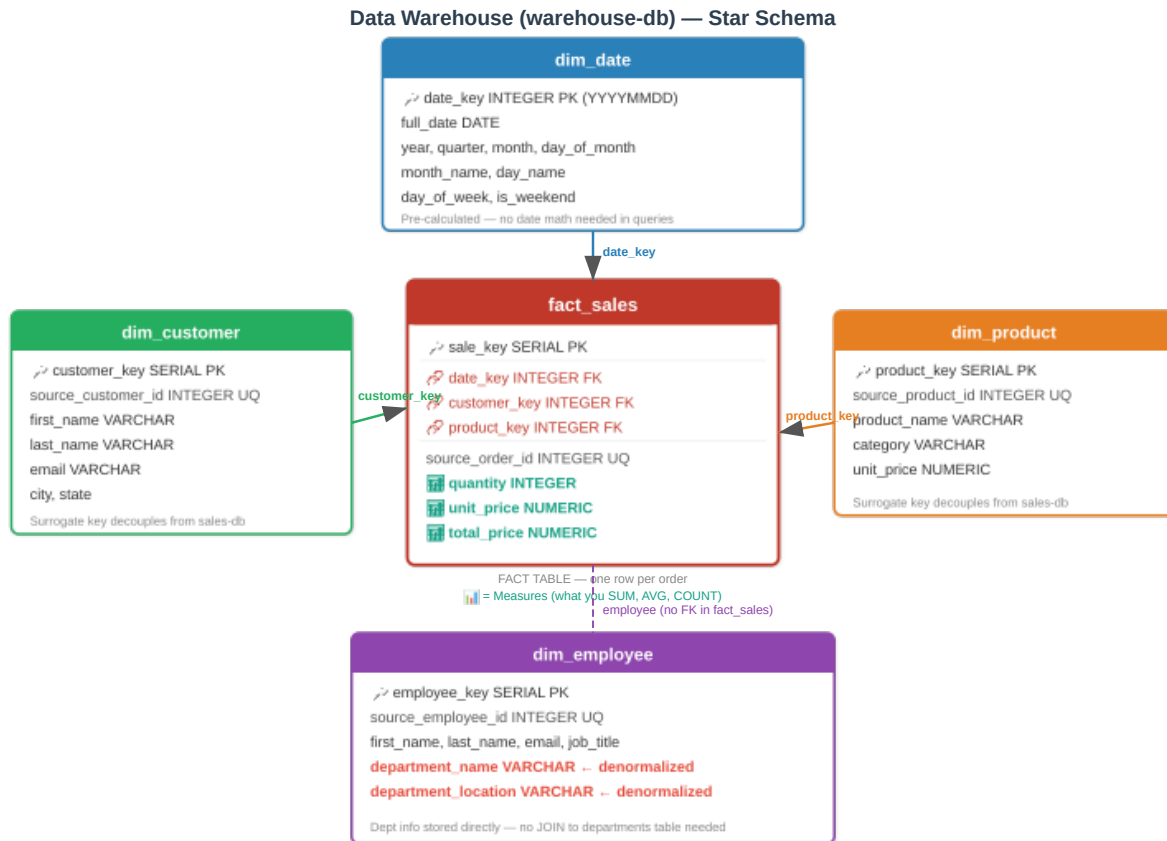 Data Warehouse (warehouse-db) — Star Schema
dim_date
date_key INTEGER PK (YYYYMMDD)
full_date DATE
year, quarter, month, day_of_month
month_name, day_name
day_of_week, is_weekend
Pre-calculated — no date math needed in queries
date_key
dim_customer
customer_key SERIAL PK
source_customer_id INTEGER UQ
first_name VARCHAR
last_name VARCHAR
email VARCHAR
city, state
Surrogate key decouples from sales-db
customer_key
fact_sales
sale_key SERIAL PK
date_key INTEGER FK
customer_key INTEGER FK
product_key INTEGER FK
source_order_id INTEGER UQ
quantity INTEGER
unit_price NUMERIC
total_price NUMERIC
product_key
dim_product
product_key SERIAL PK
source_product_id INTEGER UQ
product_name VARCHAR
category VARCHAR
unit_price NUMERIC
Surrogate key decouples from sales-db
FACT TABLE — one row per order
= Measures (what you SUM, AVG, COUNT)
employee (no FK in fact_sales)
dim_employee
employee_key SERIAL PK
source_employee_id INTEGER UQ
first_name, last_name, email, job_title
department_name VARCHAR ← denormalized
department_location VARCHAR ← denormalized
Dept info stored directly — no JOIN to departments table needed